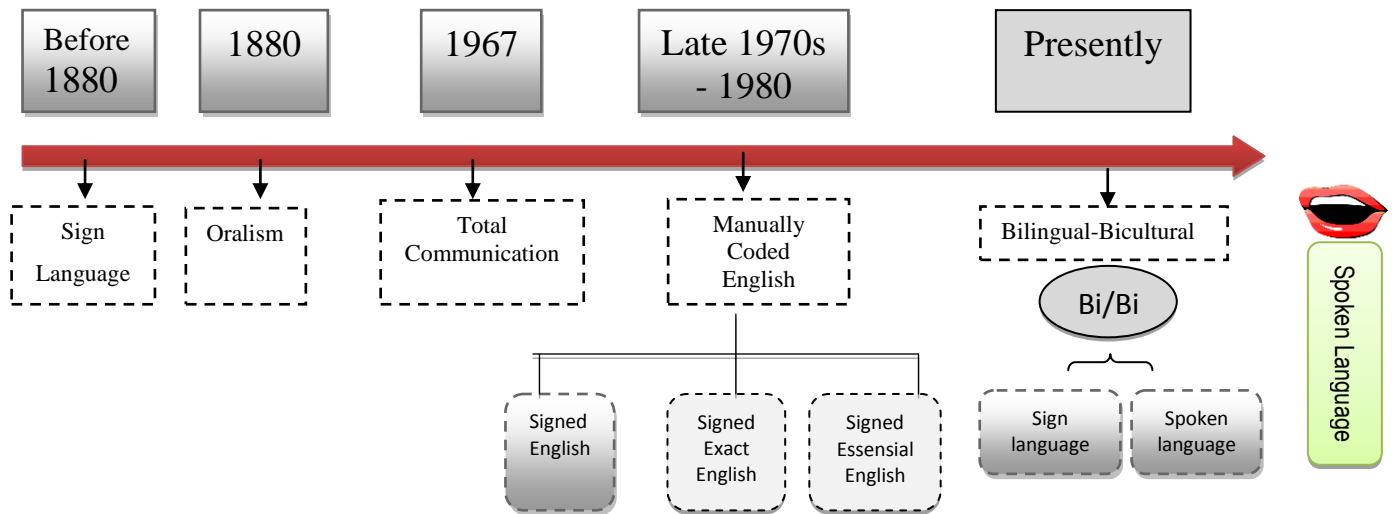 Before
1880
1880
1967
Late 1970s
- 1980
Presently
Sign
Language
Oralism
Total
Communication
Manually
Coded
English
Bilingual-Bicultural
Bi/Bi
Signed
English
Signed
Exact
English
Signed
Essensial
English
Sign
language
Spoken
language
Spoken Language